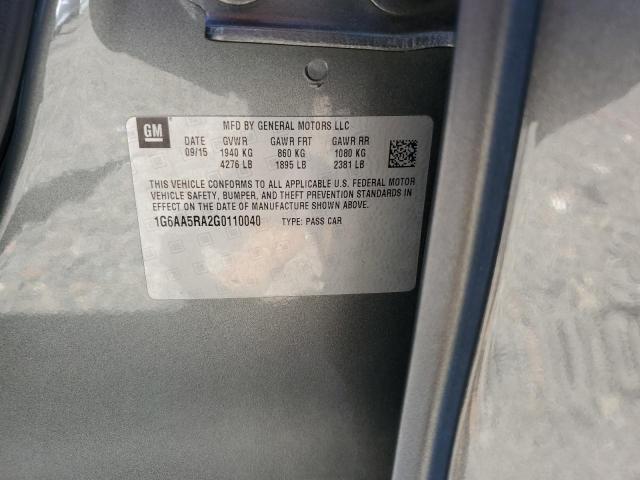 GM
MFD BY GENERAL MOTORS LLC
DATE GVWR GAWR FRT GAWR RR
09/15 1940 KG 860 KG 1080 KG
4276 LB 1895 LB 2381 LB
THIS VEHICLE CONFORMS TO ALL APPLICABLE U.S. FEDERAL MOTOR
VEHICLE SAFETY, BUMPER, AND THEFT PREVENTION STANDARDS
IN EFFECT ON THE DATE OF MANUFACTURE SHOWN ABOVE.
1G6AA5RA2G0110040 TYPE: PASS CAR